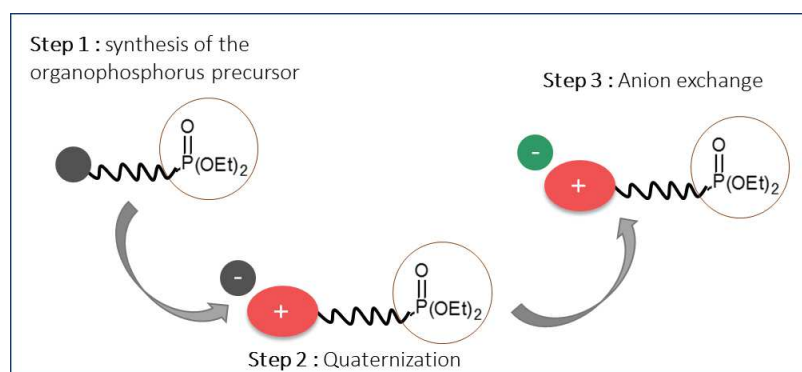 Step 1 : synthesis of the
organophosphorus precursor
O
P(OEt)2
Step 3 : Anion exchange
-
+
O
P(OEt)2
-
+
O
P(OEt)2
Step 2 : Quaternization